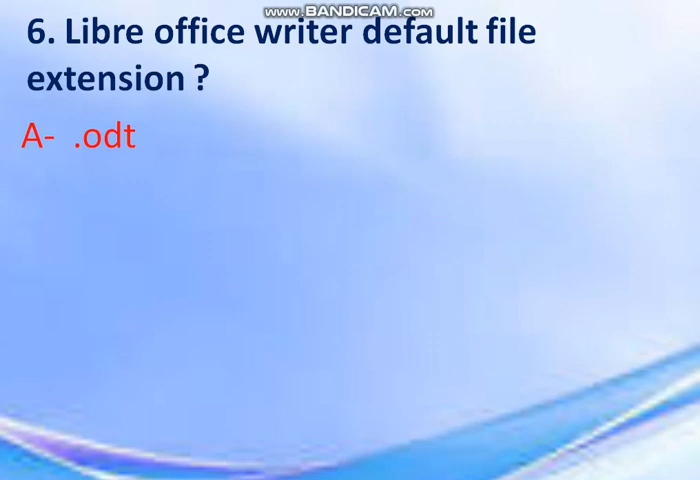 www.BANDICAM.com
6. Libre office writer default file
extension ?
A-  .odt